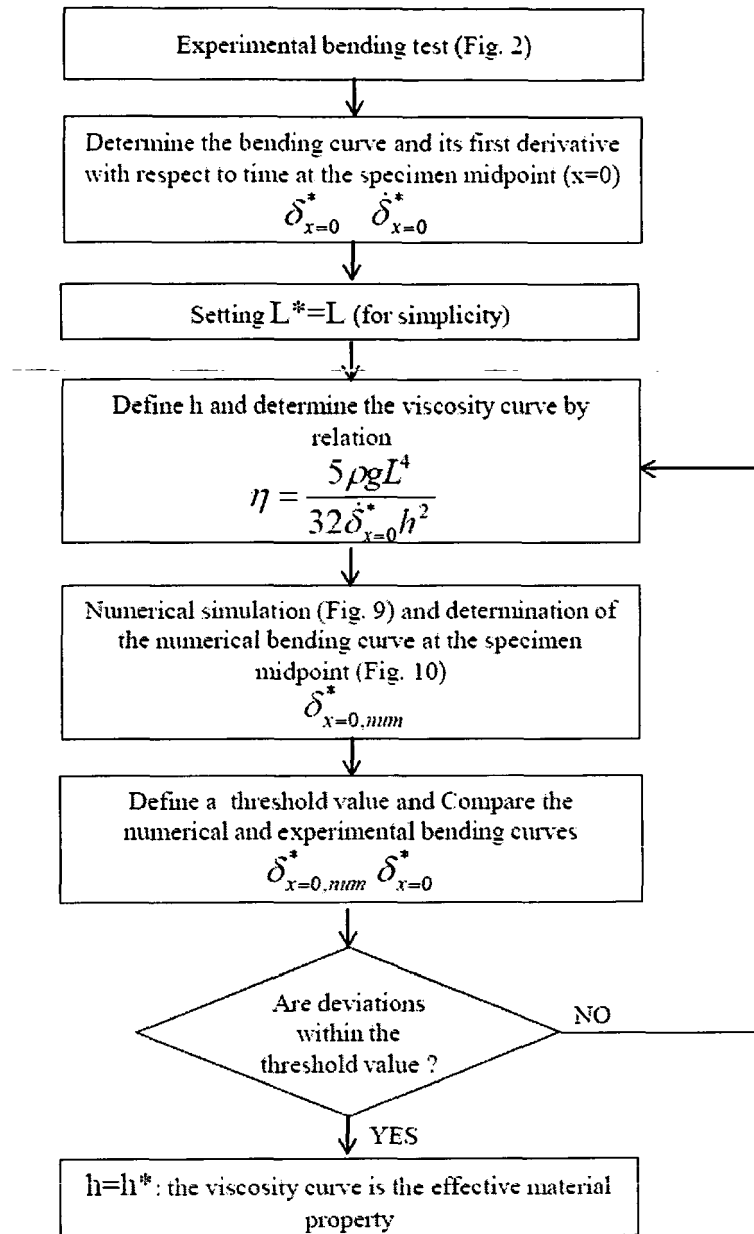 Experimental bending test (Fig. 2)
Determine the bending curve and its first derivative
with respect to time at the specimen midpoint (x=0)
δ*x=0 δ̇*x=0
Setting L*=L (for simplicity)
Define h and determine the viscosity curve by
relation
η = 5ρgL⁴ / 32δ̇*x=0h²
Numerical simulation (Fig. 9) and determination of
the numerical bending curve at the specimen
midpoint (Fig. 10)
δ*x=0,num
Define a threshold value and Compare the
numerical and experimental bending curves
δ*x=0,num δ*x=0
Are deviations
within the
threshold value ?
NO
YES
h=h* : the viscosity curve is the effective material
property